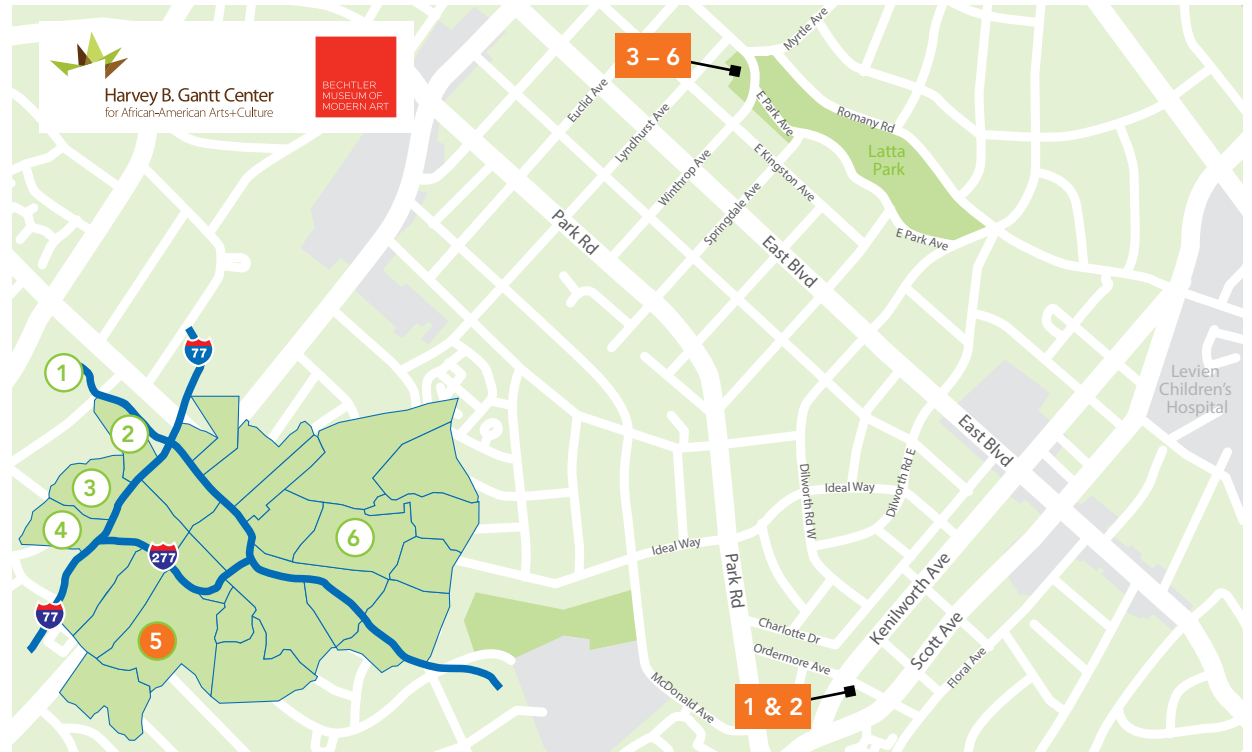 Harvey B. Gantt Center
for African-American Arts+Culture
BECHTLER
MUSEUM OF
MODERN ART
3 – 6
Myrtle Ave
Euclid Ave
Lyndhurst Ave
E Park Ave
Romany Rd
Latta
Park
Winthrop Ave
E Kingston Ave
Springdale Ave
Park Rd
East Blvd
E Park Ave
77
1
2
3
4
5
6
277
77
Levien
Children's
Hospital
East Blvd
Dilworth Rd W
Ideal Way
Dilworth Rd E
Ideal Way
Park Rd
Kenilworth Ave
Charlotte Dr
Scott Ave
Ordermore Ave
Floral Ave
McDonald Ave
1 & 2